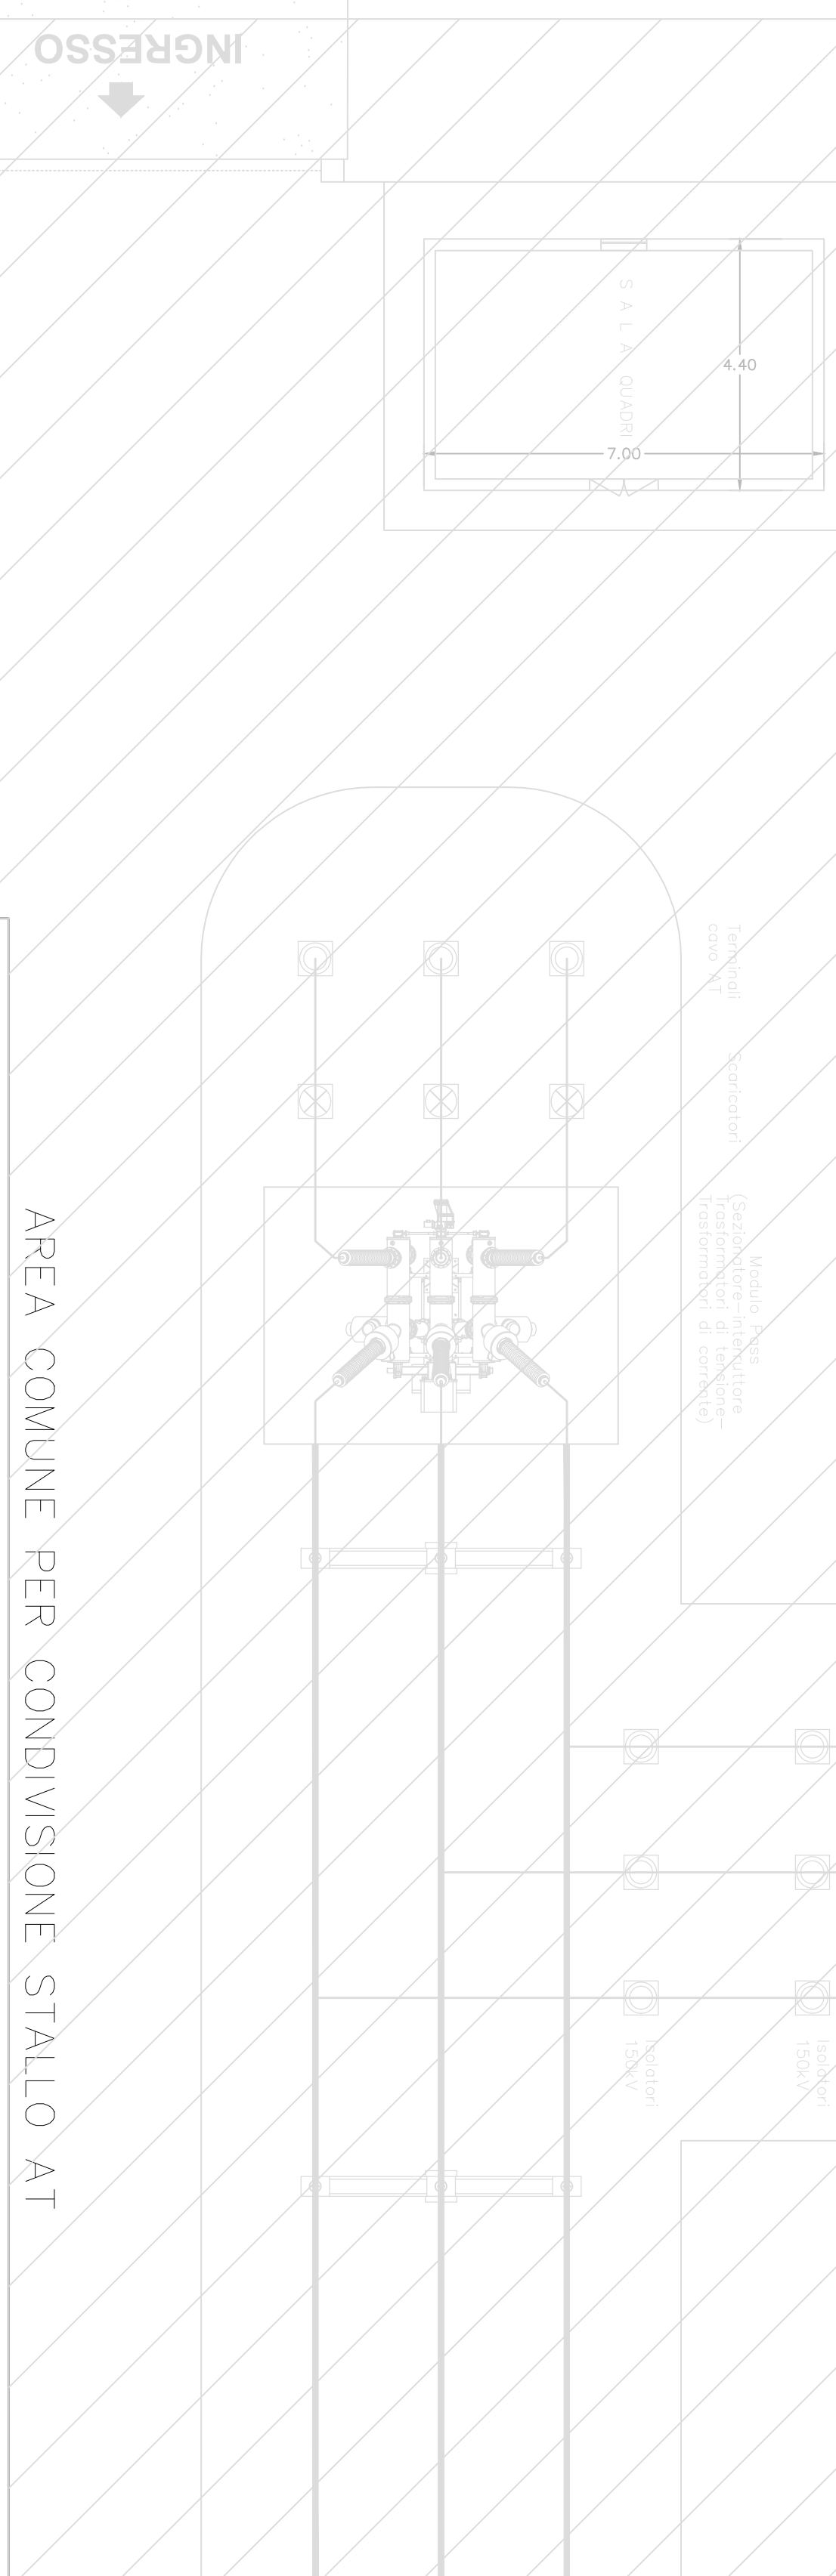 INGRESSO
SALA QUADRI
4.40
7.00
Terminali
cavo AT
Scaricatori
Modulo Pass
(Sezionatore-interruttore
Trasformatori di tensione-
Trasformatori di corrente)
AREA COMUNE PER CONDIVISIONE STALLO AT
Isolatori
150kV
Isolatori
150kV